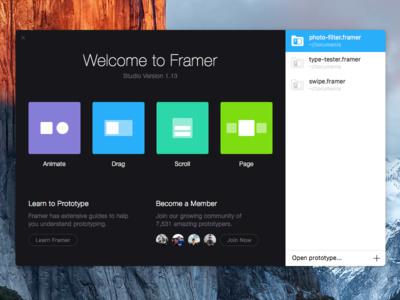 Welcome to Framer
Studio Version 1.13
Animate
Drag
Scroll
Page
Learn to Prototype
Framer has extensive guides to help
you understand prototyping.
Learn Framer
Become a Member
Join our growing community of
7,531 amazing prototypers.
Join Now
photo-filter.framer
~/Documents
type-tester.framer
~/Documents
swipe.framer
~/Documents
Open prototype...